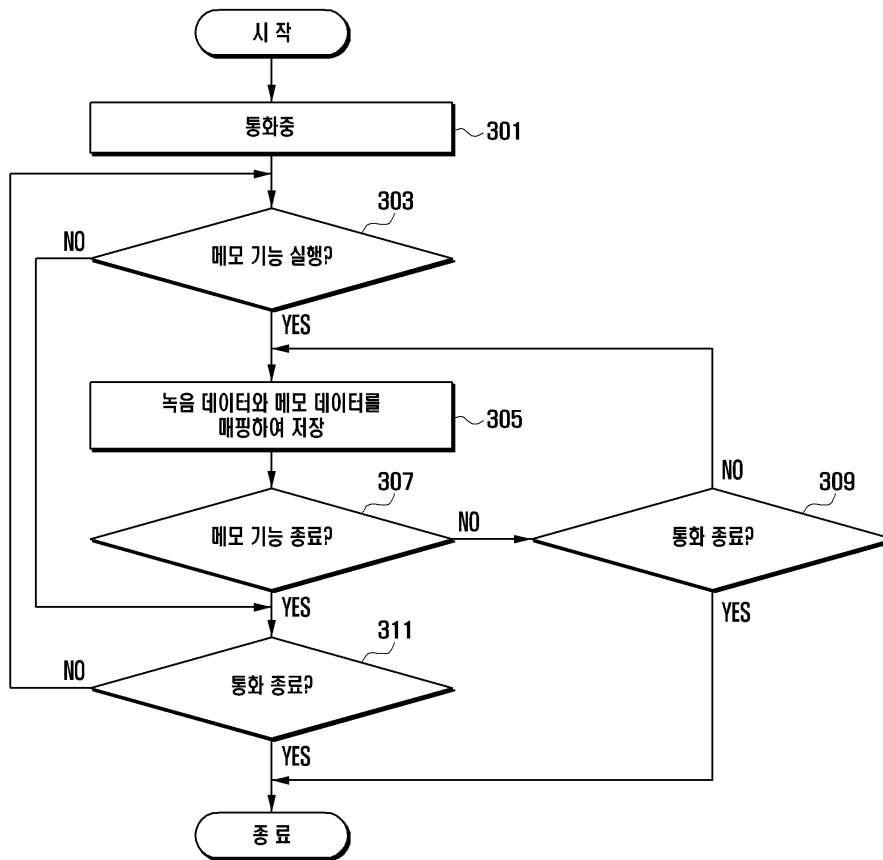 시 작
통화중
301
303
NO
메모 기능 실행?
YES
녹음 데이터와 메모 데이터를
매핑하여 저장
305
307
메모 기능 종료?
NO
309
NO
통화 종료?
YES
YES
311
NO
통화 종료?
YES
종 료